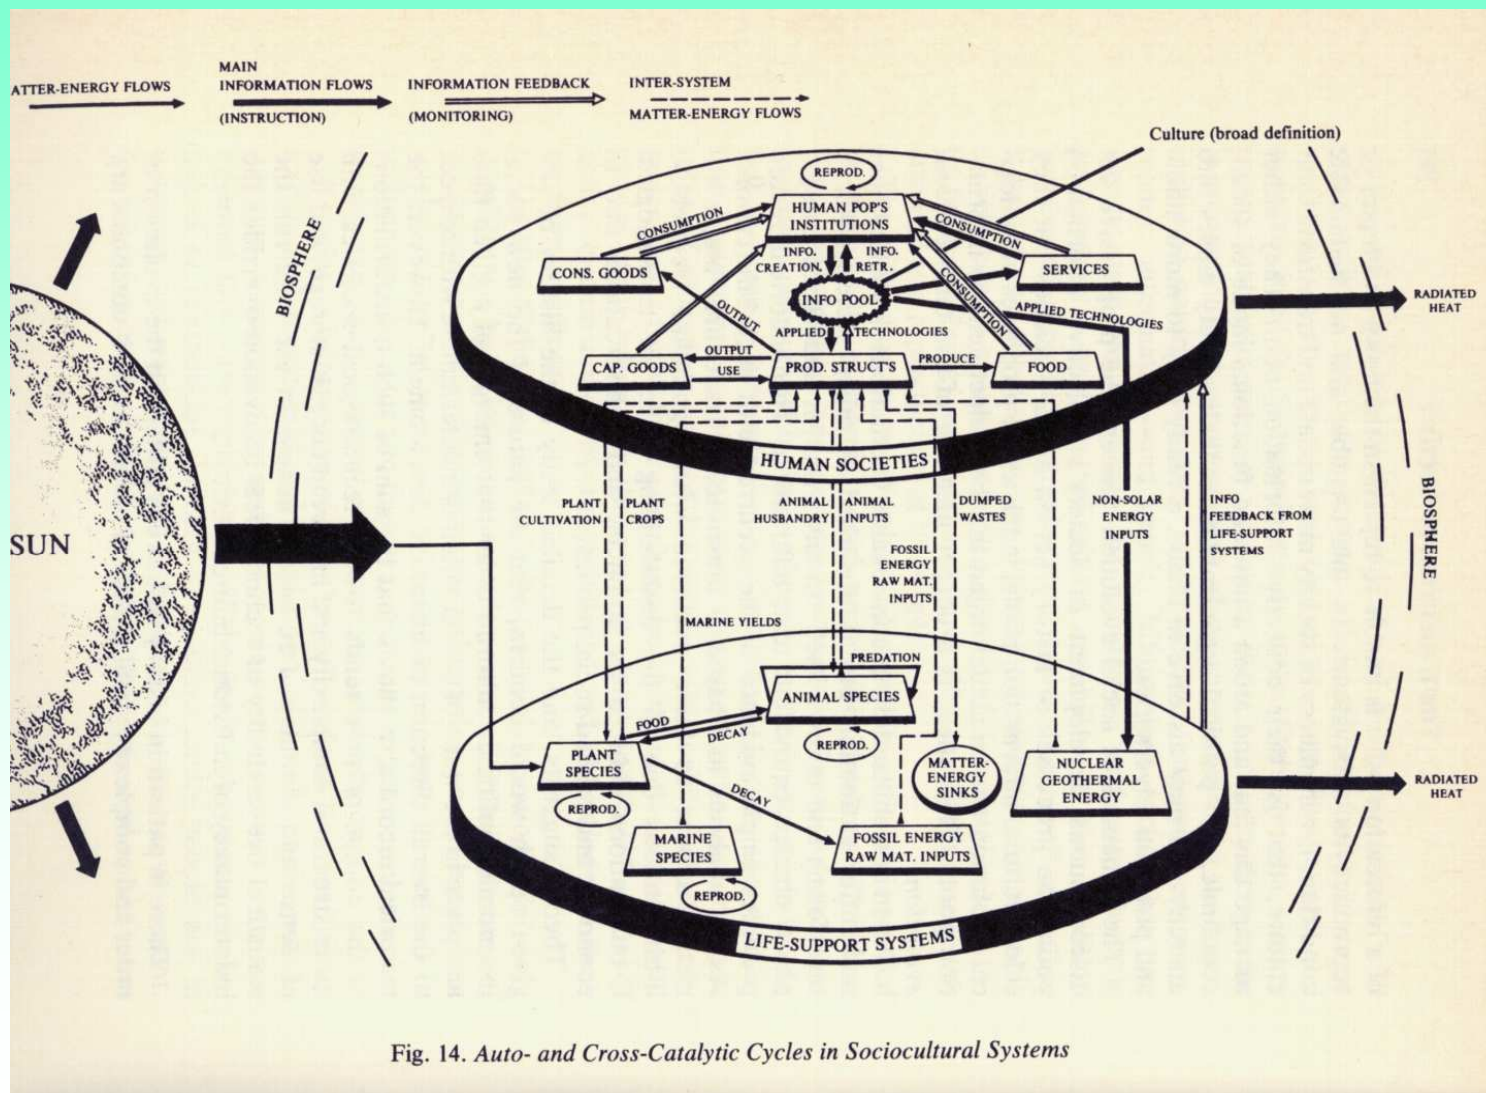 ATTER-ENERGY FLOWS
MAIN
INFORMATION FLOWS
(INSTRUCTION)
INFORMATION FEEDBACK
(MONITORING)
INTER-SYSTEM
MATTER-ENERGY FLOWS
Culture (broad definition)
BIOSPHERE
REPROD.
HUMAN POP'S
INSTITUTIONS
CONSUMPTION
CONSUMPTION
CONS. GOODS
INFO.
CREATION.
INFO.
RETR.
SERVICES
INFO POOL
CONSUMPTION
OUTPUT
APPLIED
TECHNOLOGIES
APPLIED TECHNOLOGIES
RADIATED
HEAT
CAP. GOODS
OUTPUT
USE
PROD. STRUCT'S
PRODUCE
FOOD
HUMAN SOCIETIES
BIOSPHERE
SUN
PLANT
CULTIVATION
PLANT
CROPS
ANIMAL
HUSBANDRY
ANIMAL
INPUTS
DUMPED
WASTES
NON-SOLAR
ENERGY
INPUTS
INFO
FEEDBACK FROM
LIFE-SUPPORT
SYSTEMS
FOSSIL
ENERGY
RAW MAT.
INPUTS
MARINE YIELDS
PREDATION
ANIMAL SPECIES
FOOD
DECAY
REPROD.
PLANT
SPECIES
REPROD.
MATTER-
ENERGY
SINKS
NUCLEAR
GEOTHERMAL
ENERGY
RADIATED
HEAT
DECAY
MARINE
SPECIES
REPROD.
FOSSIL ENERGY
RAW MAT. INPUTS
LIFE-SUPPORT SYSTEMS
Fig. 14. Auto- and Cross-Catalytic Cycles in Sociocultural Systems